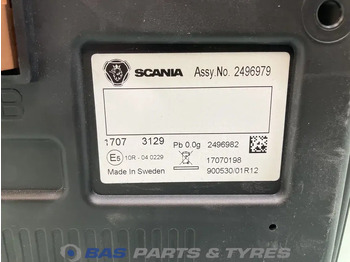 SCANIA Assy.No. 2496979
1707 3129 Pb 0.0g 2496982
E5 10R - 04 0229 17070198
Made In Sweden 900530/01R12
BAS PARTS & TYRES